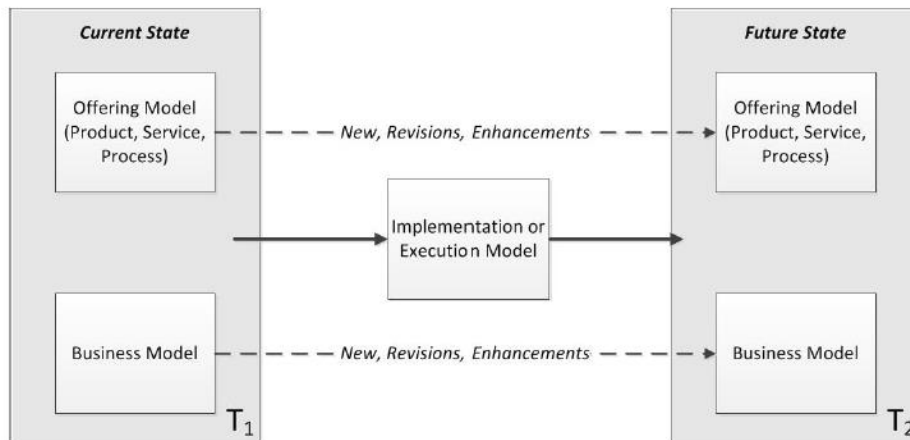 Current State
Future State
Offering Model
(Product, Service,
Process)
New, Revisions, Enhancements
Offering Model
(Product, Service,
Process)
Implementation or
Execution Model
Business Model
New, Revisions, Enhancements
Business Model
T1
T2